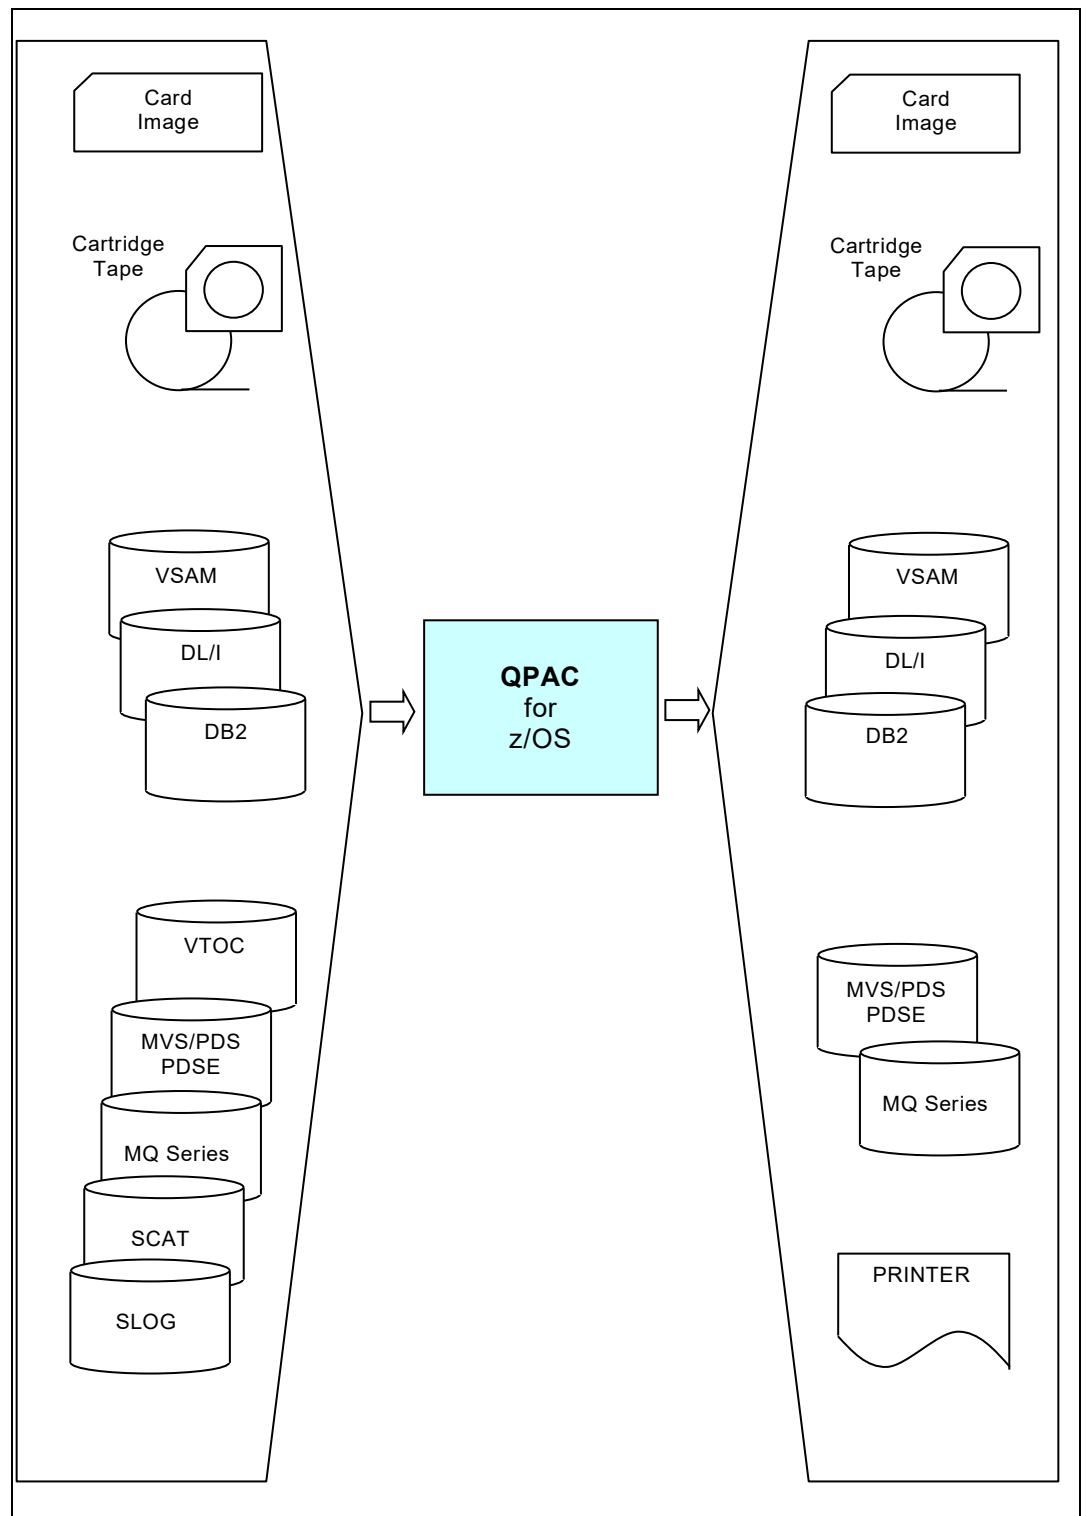 Card
Image
Cartridge
Tape
VSAM
DL/I
DB2
VTOC
MVS/PDS
PDSE
MQ Series
SCAT
SLOG
QPAC
for
z/OS
Card
Image
Cartridge
Tape
VSAM
DL/I
DB2
MVS/PDS
PDSE
MQ Series
PRINTER